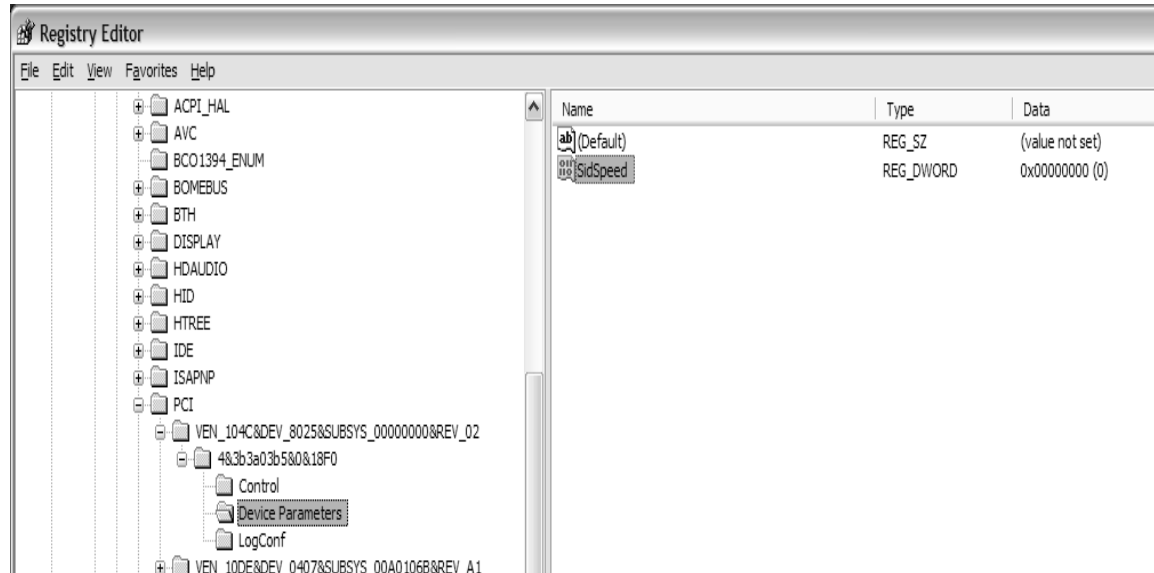 Registry Editor
File Edit View Favorites Help
ACPI_HAL
AVC
BCO1394_ENUM
BOMEBUS
BTH
DISPLAY
HDAUDIO
HID
HTREE
IDE
ISAPNP
PCI
VEN_104C&DEV_8025&SUBSYS_00000000&REV_02
4&3b3a03b5&0&18F0
Control
Device Parameters
LogConf
VEN_10DE&DEV_0407&SUBSYS_00A0106B&REV_A1
Name Type Data
ab (Default) REG_SZ (value not set)
SidSpeed REG_DWORD 0x00000000 (0)